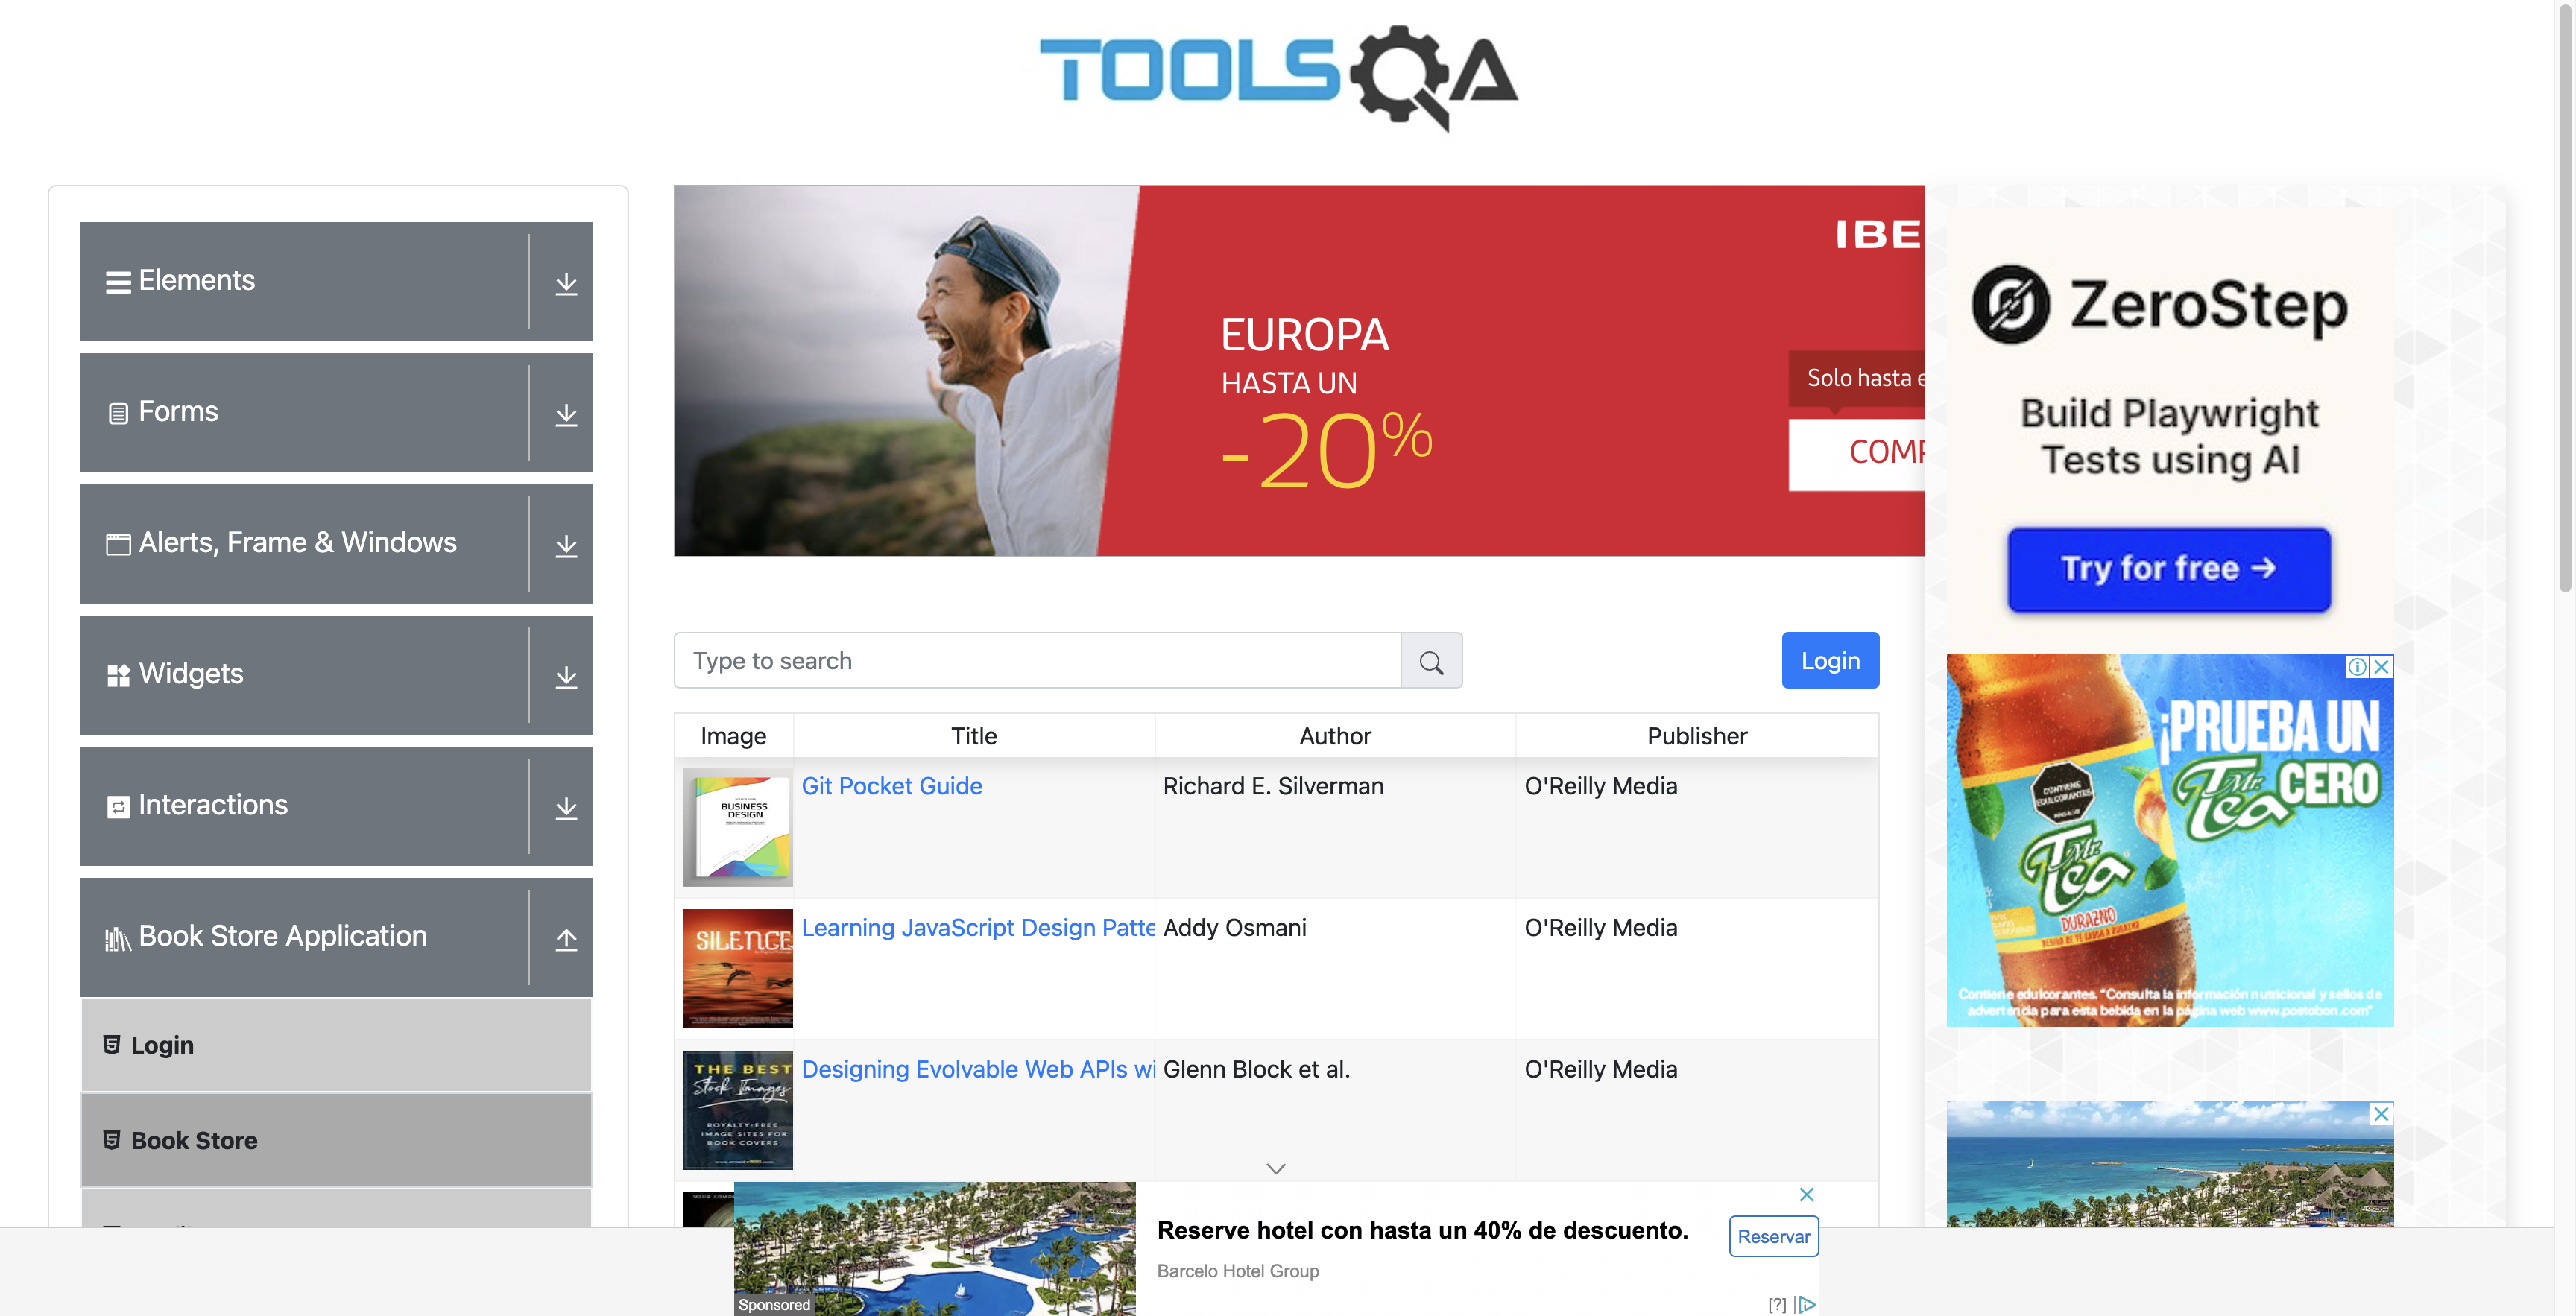 TOOLSQA
Elements
Forms
Alerts, Frame & Windows
Widgets
Interactions
Book Store Application
Login
Book Store
IBE
EUROPA
HASTA UN
-20%
Solo hasta e
COMP
Type to search
Login
Image Title Author Publisher
BUSINESS
DESIGN
Git Pocket Guide Richard E. Silverman O'Reilly Media
SILENCE
Learning JavaScript Design Patte Addy Osmani O'Reilly Media
THE BEST
Stock Images
ROYALTY-FREE
IMAGE SITES FOR
BOOK COVERS
Designing Evolvable Web APIs wi Glenn Block et al. O'Reilly Media
ZeroStep
Build Playwright
Tests using AI
Try for free →
¡PRUEBA UN
Mr. Tea CERO
CONTIENE
EDULCORANTES
Mr. Tea
DURAZNO
Contiene edulcorantes. "Consulta la información nutricional y sellos de
advertencia para esta bebida en la página web www.postobon.com"
Reserve hotel con hasta un 40% de descuento.
Barcelo Hotel Group
Reservar
Sponsored
[?]